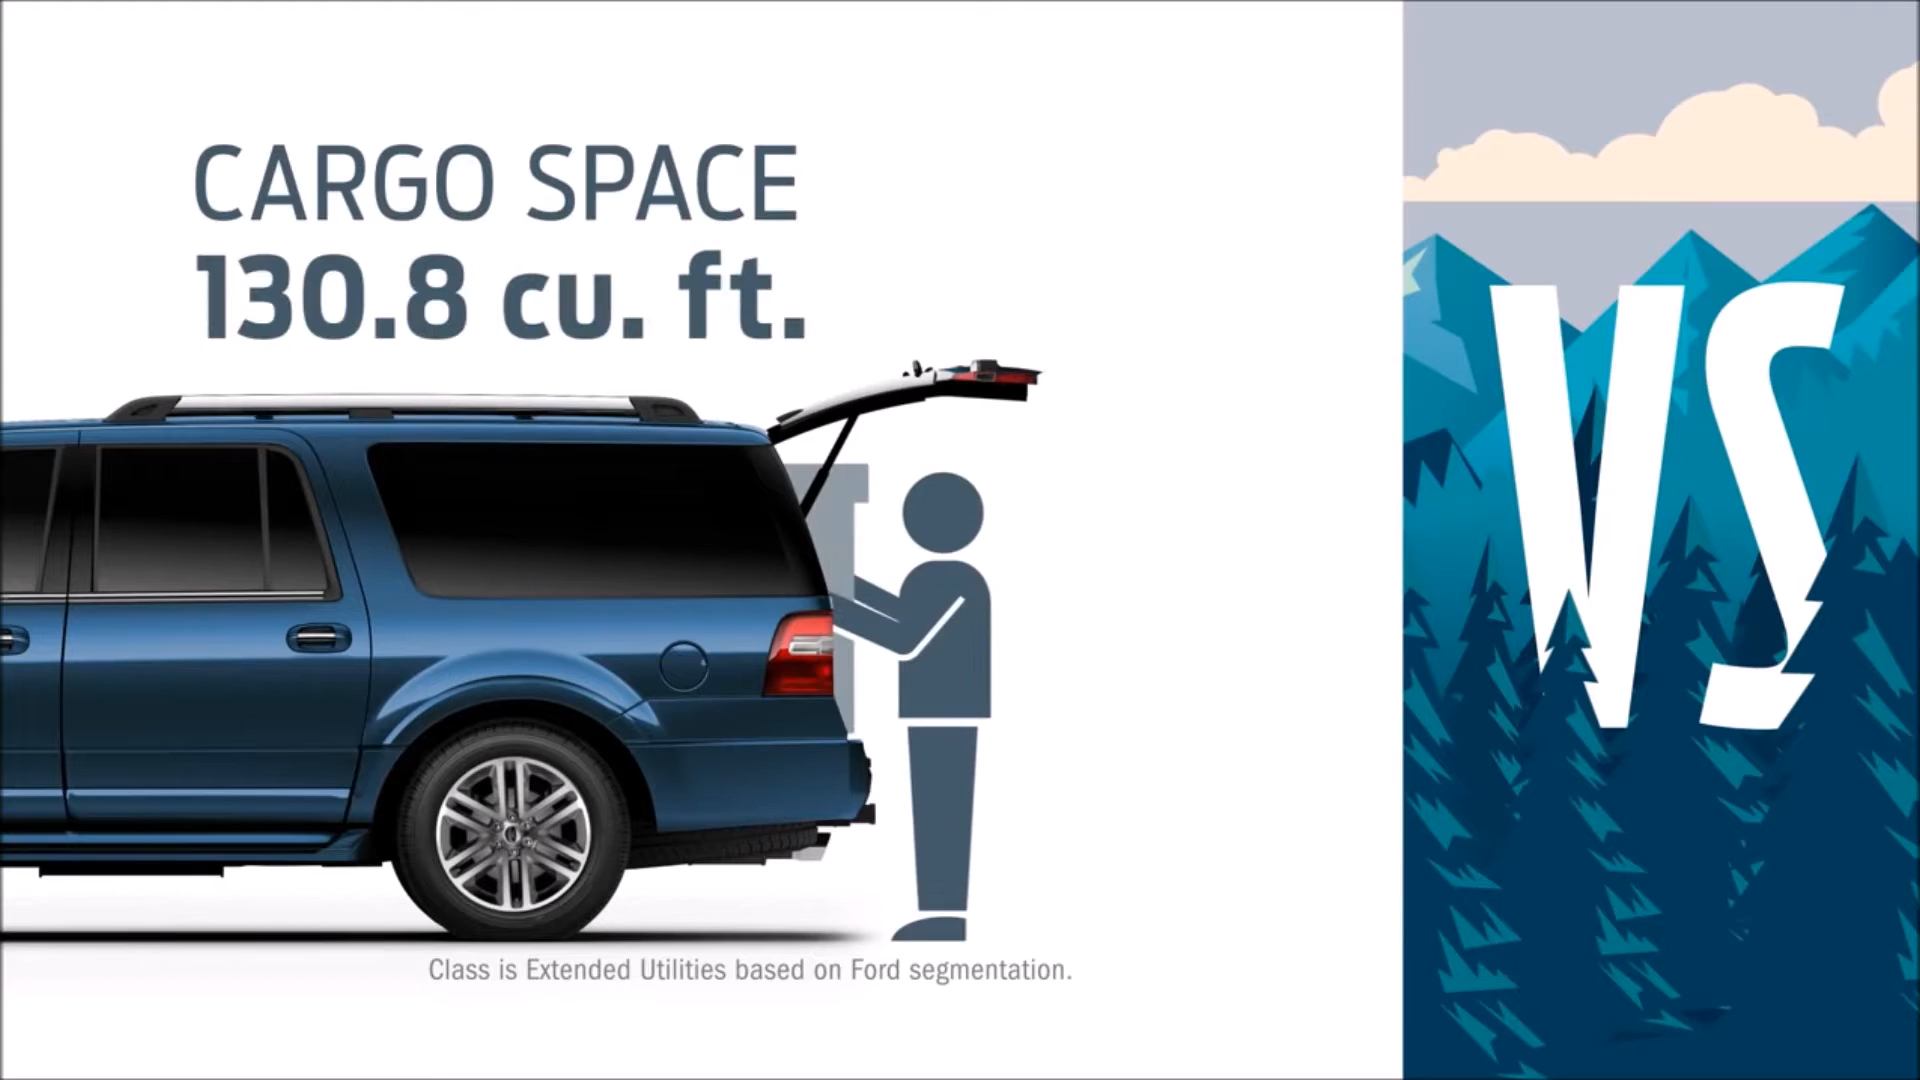 CARGO SPACE
130.8 cu. ft.
VS
Class is Extended Utilities based on Ford segmentation.